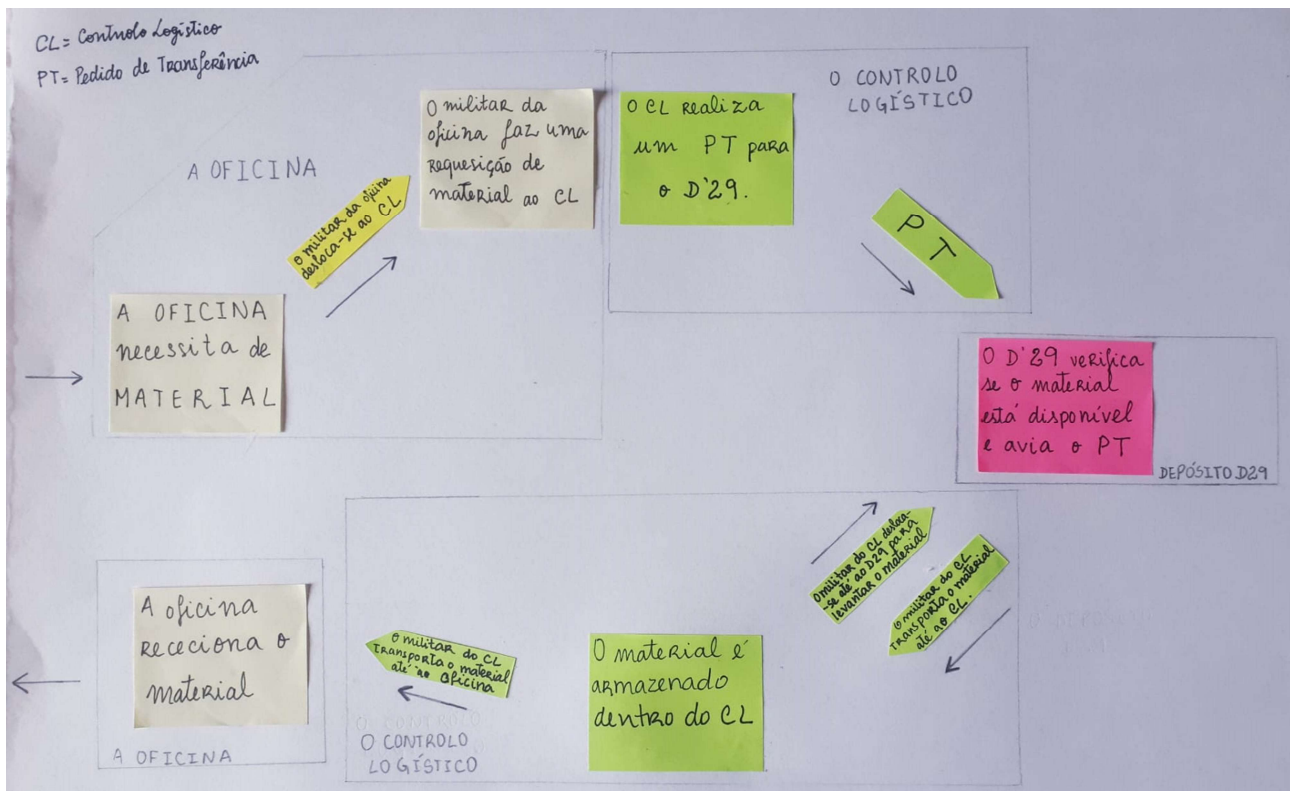 CL= Controlo Logístico
PT= Pedido de Transferência
A OFICINA
A OFICINA
necessita de
MATERIAL
O militar da oficina
desloca-se ao CL
O militar da
oficina faz uma
requesição de
material ao CL
O CONTROLO
LOGÍSTICO
O CL realiza
um PT para
o D'29.
PT
O D'29 verifica
se o material
está disponível
e avia o PT
DEPÓSITO D29
O militar do CL desloca-
-se até ao D29 para
levantar o material
O militar do CL
transporta o material
até ao CL.
O material é
armazenado
dentro do CL
O militar do CL
transporta o material
até ao Oficina
O CONTROLO
LOGÍSTICO
A oficina
receciona o
material
A OFICINA